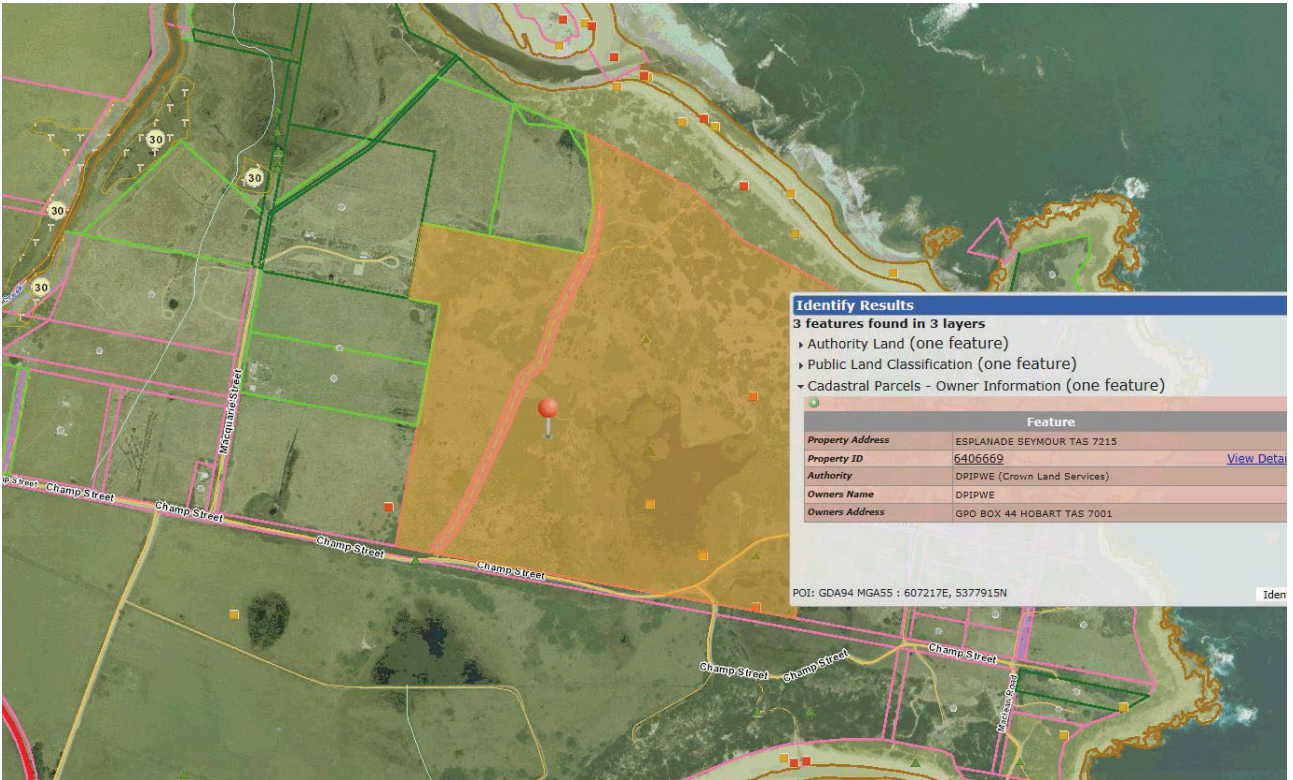 30
30
30
30
Macquarie Street
Champ Street
Champ Street
Champ Street
Champ Street
Champ Street
Champ Street
Champ Street
Maclean Road
Identify Results
3 features found in 3 layers
Authority Land (one feature)
Public Land Classification (one feature)
Cadastral Parcels - Owner Information (one feature)
Feature
Property Address ESPLANADE SEYMOUR TAS 7215
Property ID 6406669 View Detai
Authority DPIPWE (Crown Land Services)
Owners Name DPIPWE
Owners Address GPO BOX 44 HOBART TAS 7001
POI: GDA94 MGA55 : 607217E, 5377915N
Iden